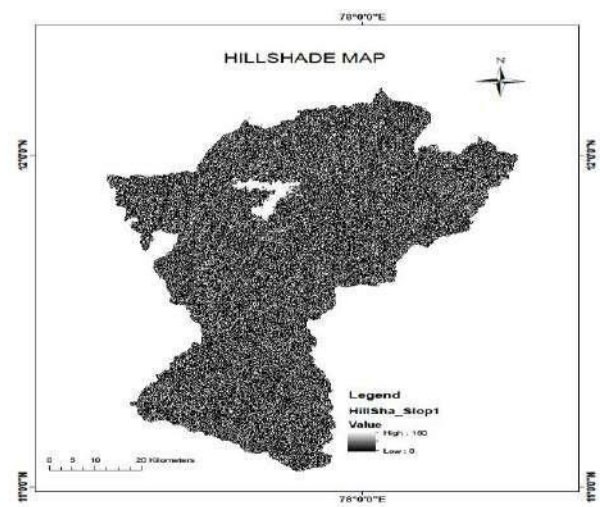 78°0'0"E
HILLSHADE MAP
N
12°0'0"N
12°0'0"N
Legend
HillSha_Slop1
Value
High : 180
Low : 0
0 5 10 20 Kilometers
11°0'0"N
11°0'0"N
78°0'0"E